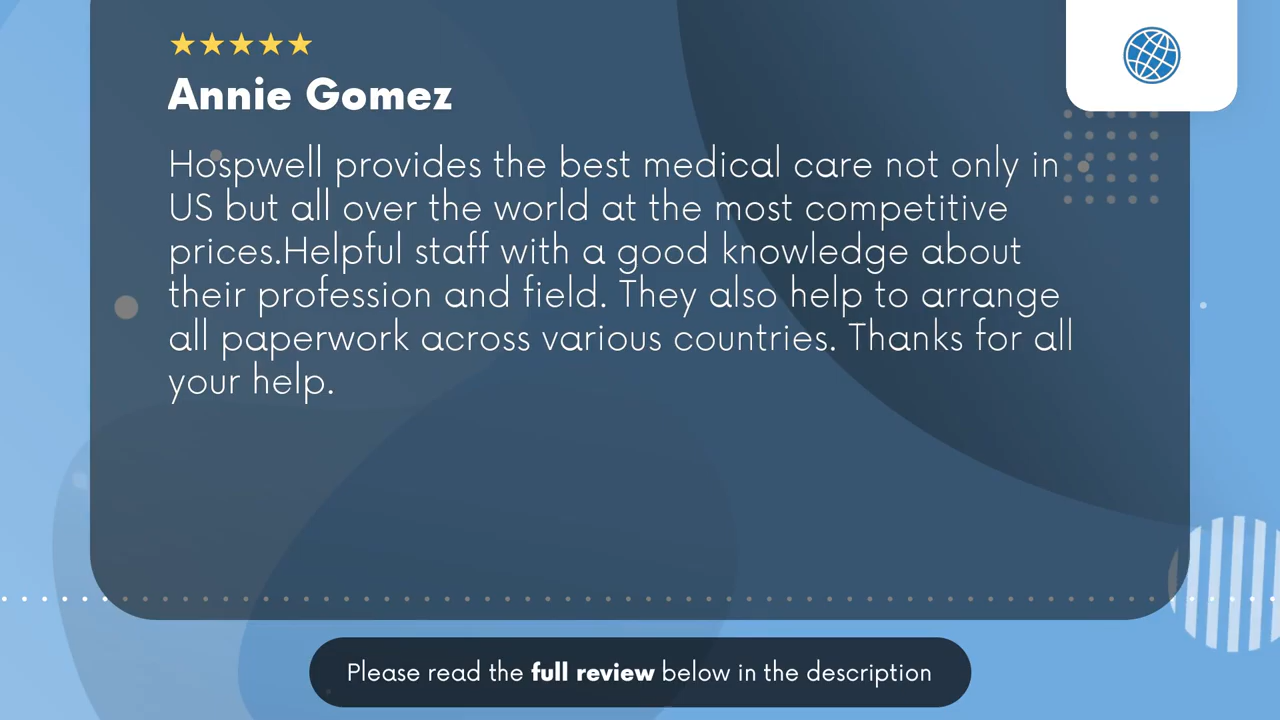 Annie Gomez
Hospwell provides the best medical care not only in
US but all over the world at the most competitive
prices.Helpful staff with a good knowledge about
their profession and field. They also help to arrange
all paperwork across various countries. Thanks for all
your help.
Please read the full review below in the description